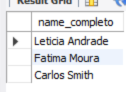 Result Grid
name_completo
Leticia Andrade
Fatima Moura
Carlos Smith